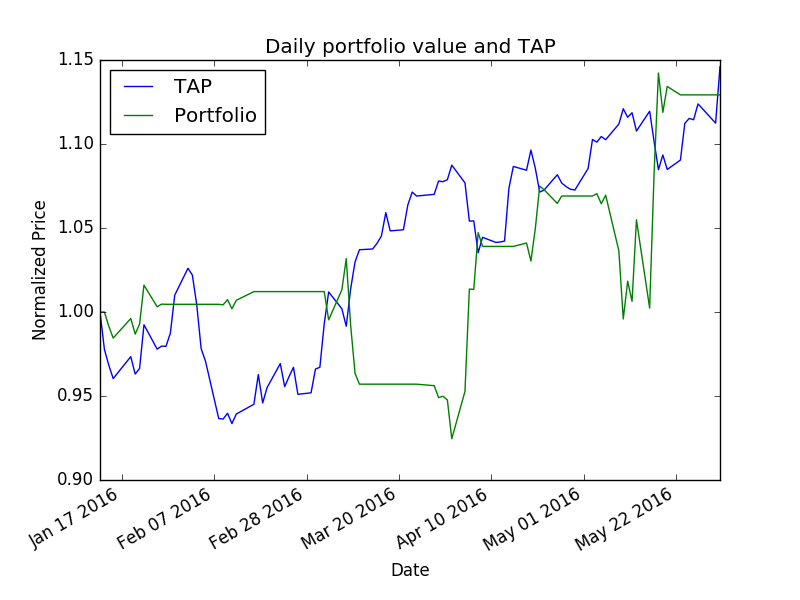 Daily portfolio value and TAP
TAP
Portfolio
1.15
1.10
1.05
1.00
0.95
0.90
Normalized Price
Jan 17 2016
Feb 07 2016
Feb 28 2016
Mar 20 2016
Apr 10 2016
May 01 2016
May 22 2016
Date